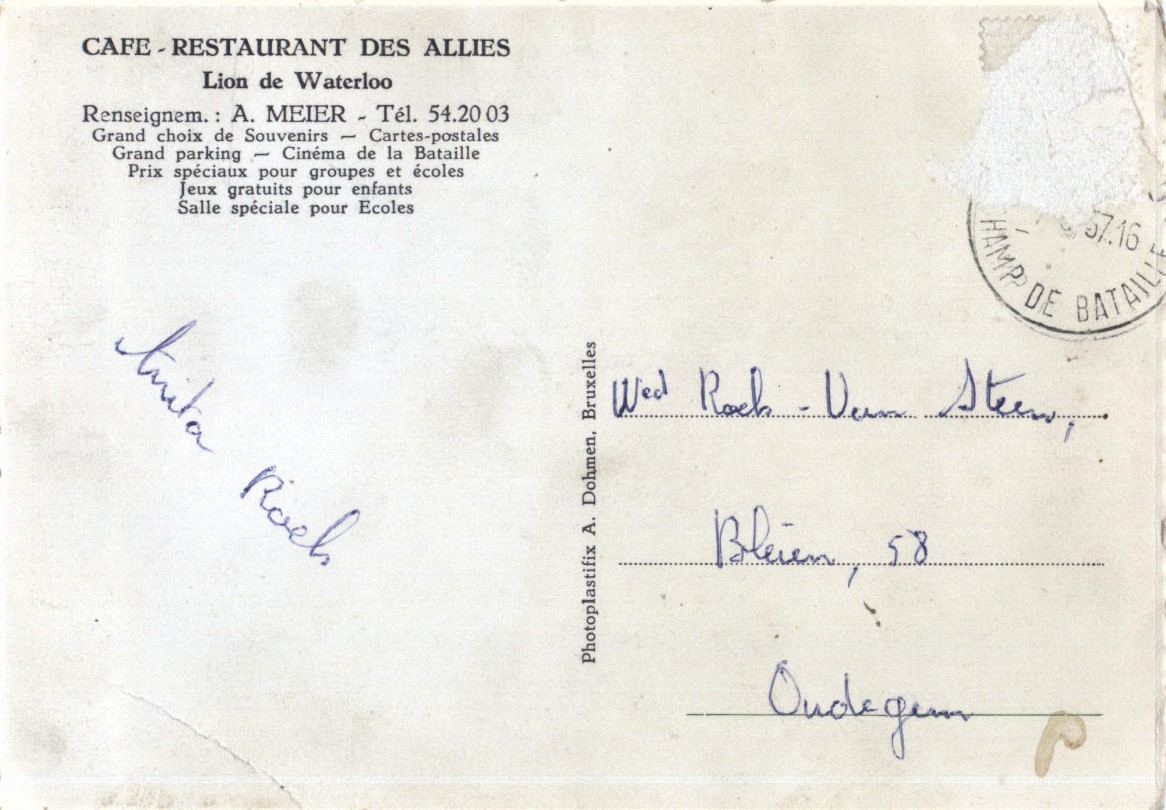 CAFE - RESTAURANT DES ALLIES
Lion de Waterloo
Renseignem. : A. MEIER - Tél. 54.20 03
Grand choix de Souvenirs — Cartes-postales
Grand parking — Cinéma de la Bataille
Prix spéciaux pour groupes et écoles
Jeux gratuits pour enfants
Salle spéciale pour Ecoles
57.16
HAMP DE BATAILLE
Anita Roels
Photoplastifix A. Dohmen, Bruxelles
Wed Roels - Van Steen,
Bleien, 58
Oudegem